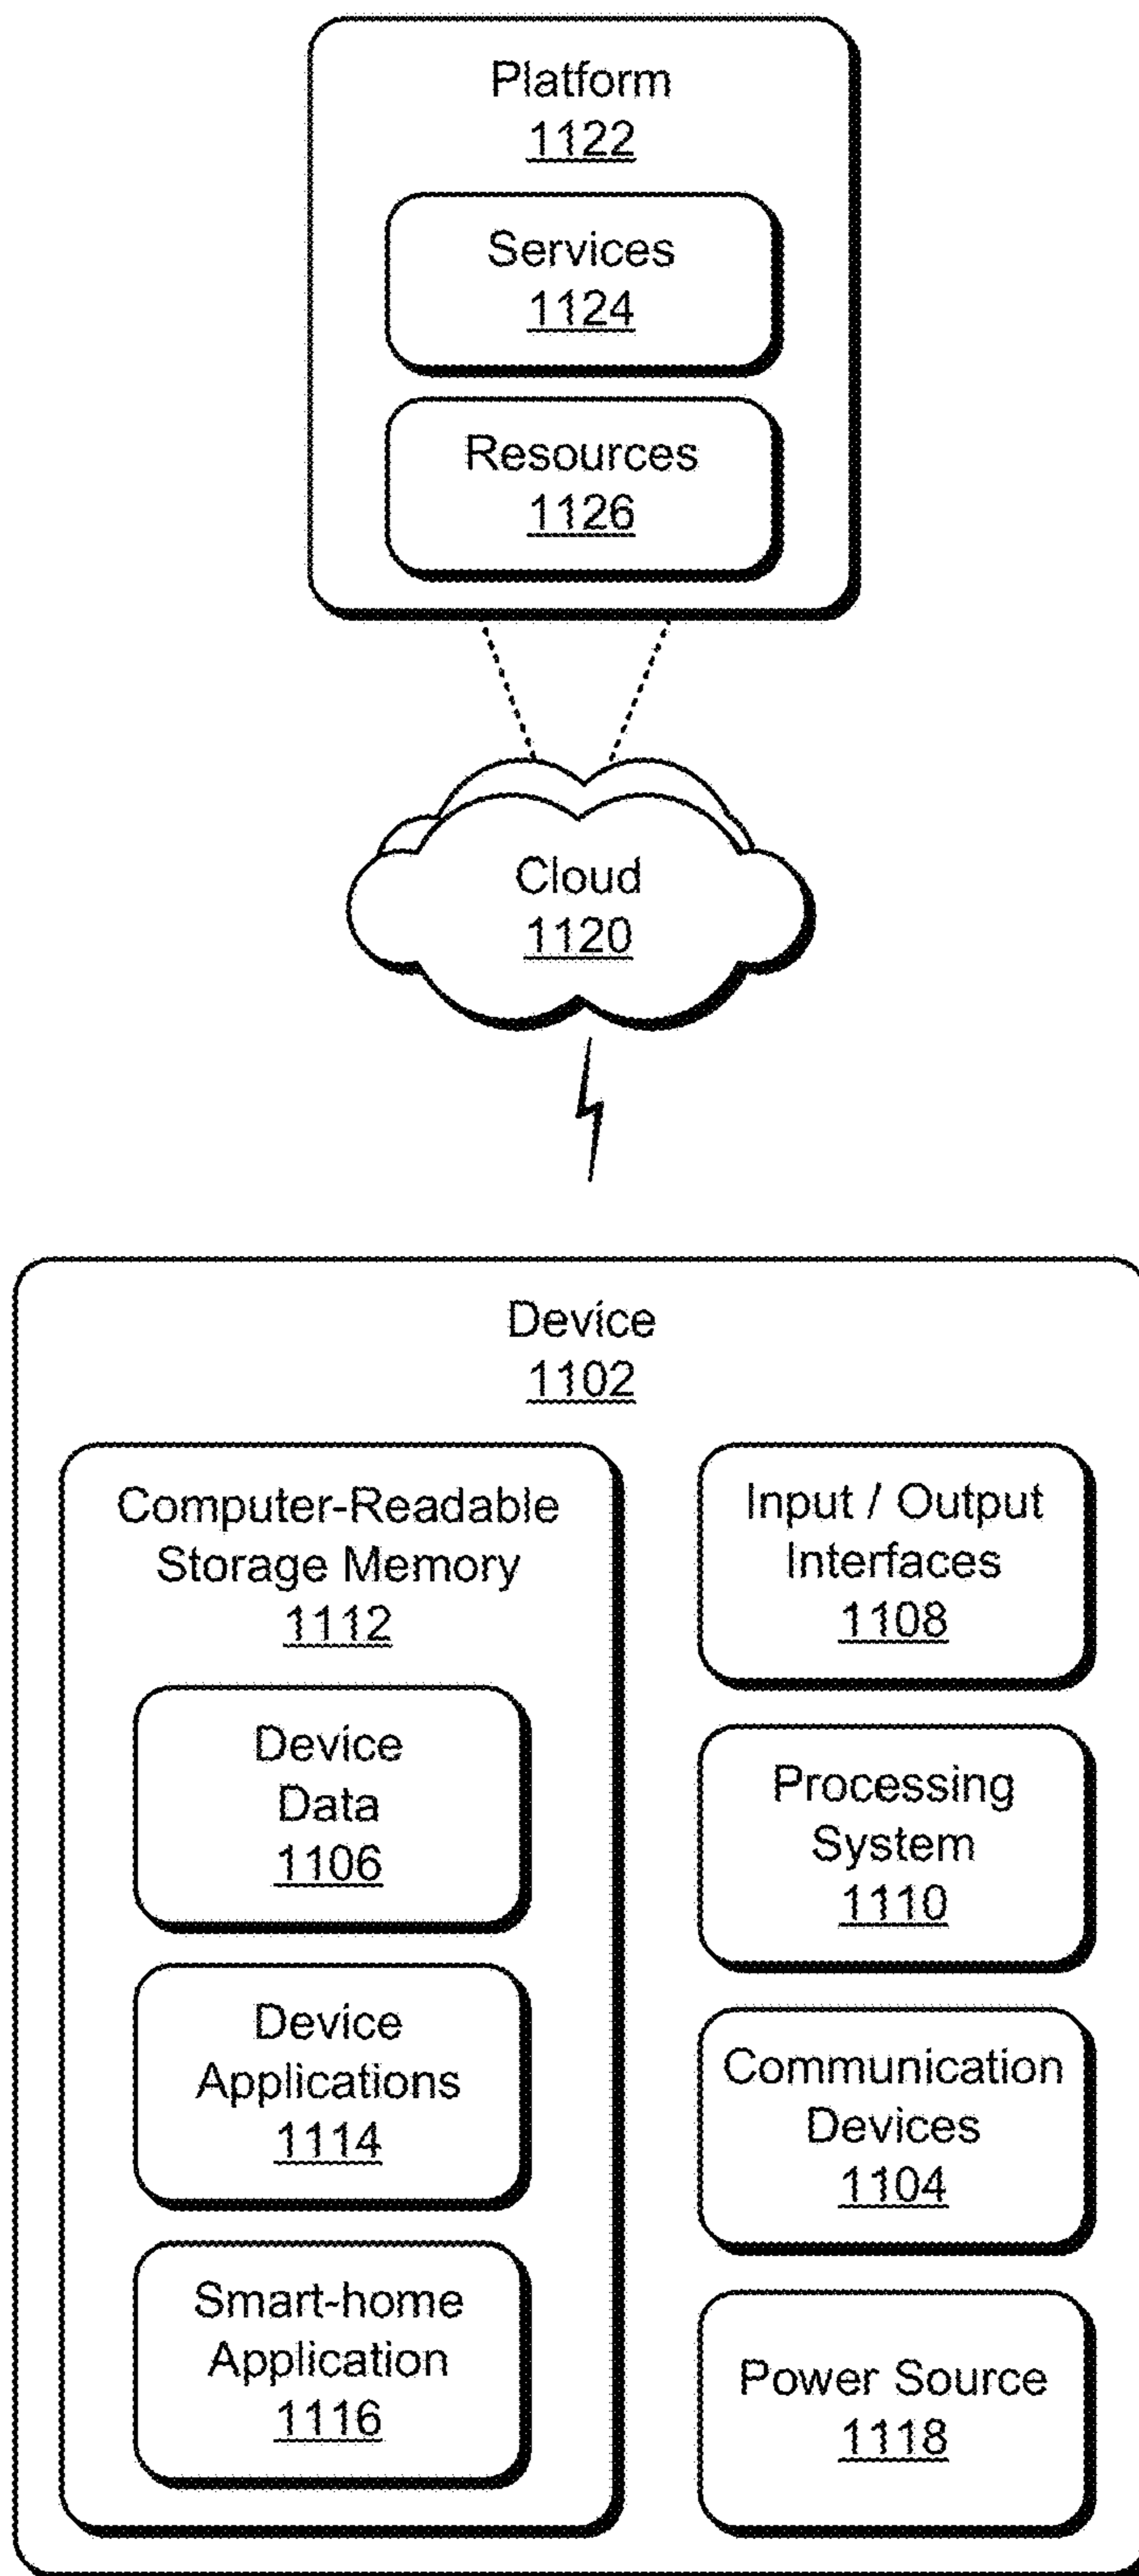 Platform
1122
Services
1124
Resources
1126
Cloud
1120
Device
1102
Computer-Readable
Storage Memory
1112
Device
Data
1106
Device
Applications
1114
Smart-home
Application
1116
Input / Output
Interfaces
1108
Processing
System
1110
Communication
Devices
1104
Power Source
1118